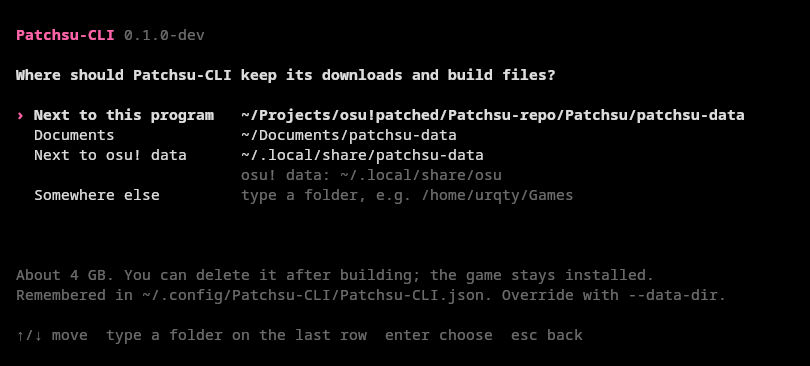 Patchsu-CLI 0.1.0-dev
Where should Patchsu-CLI keep its downloads and build files?
› Next to this program ~/Projects/osu!patched/Patchsu-repo/Patchsu/patchsu-data
Documents ~/Documents/patchsu-data
Next to osu! data ~/.local/share/patchsu-data
osu! data: ~/.local/share/osu
Somewhere else type a folder, e.g. /home/urqty/Games
About 4 GB. You can delete it after building; the game stays installed.
Remembered in ~/.config/Patchsu-CLI/Patchsu-CLI.json. Override with --data-dir.
↑/↓ move type a folder on the last row enter choose esc back